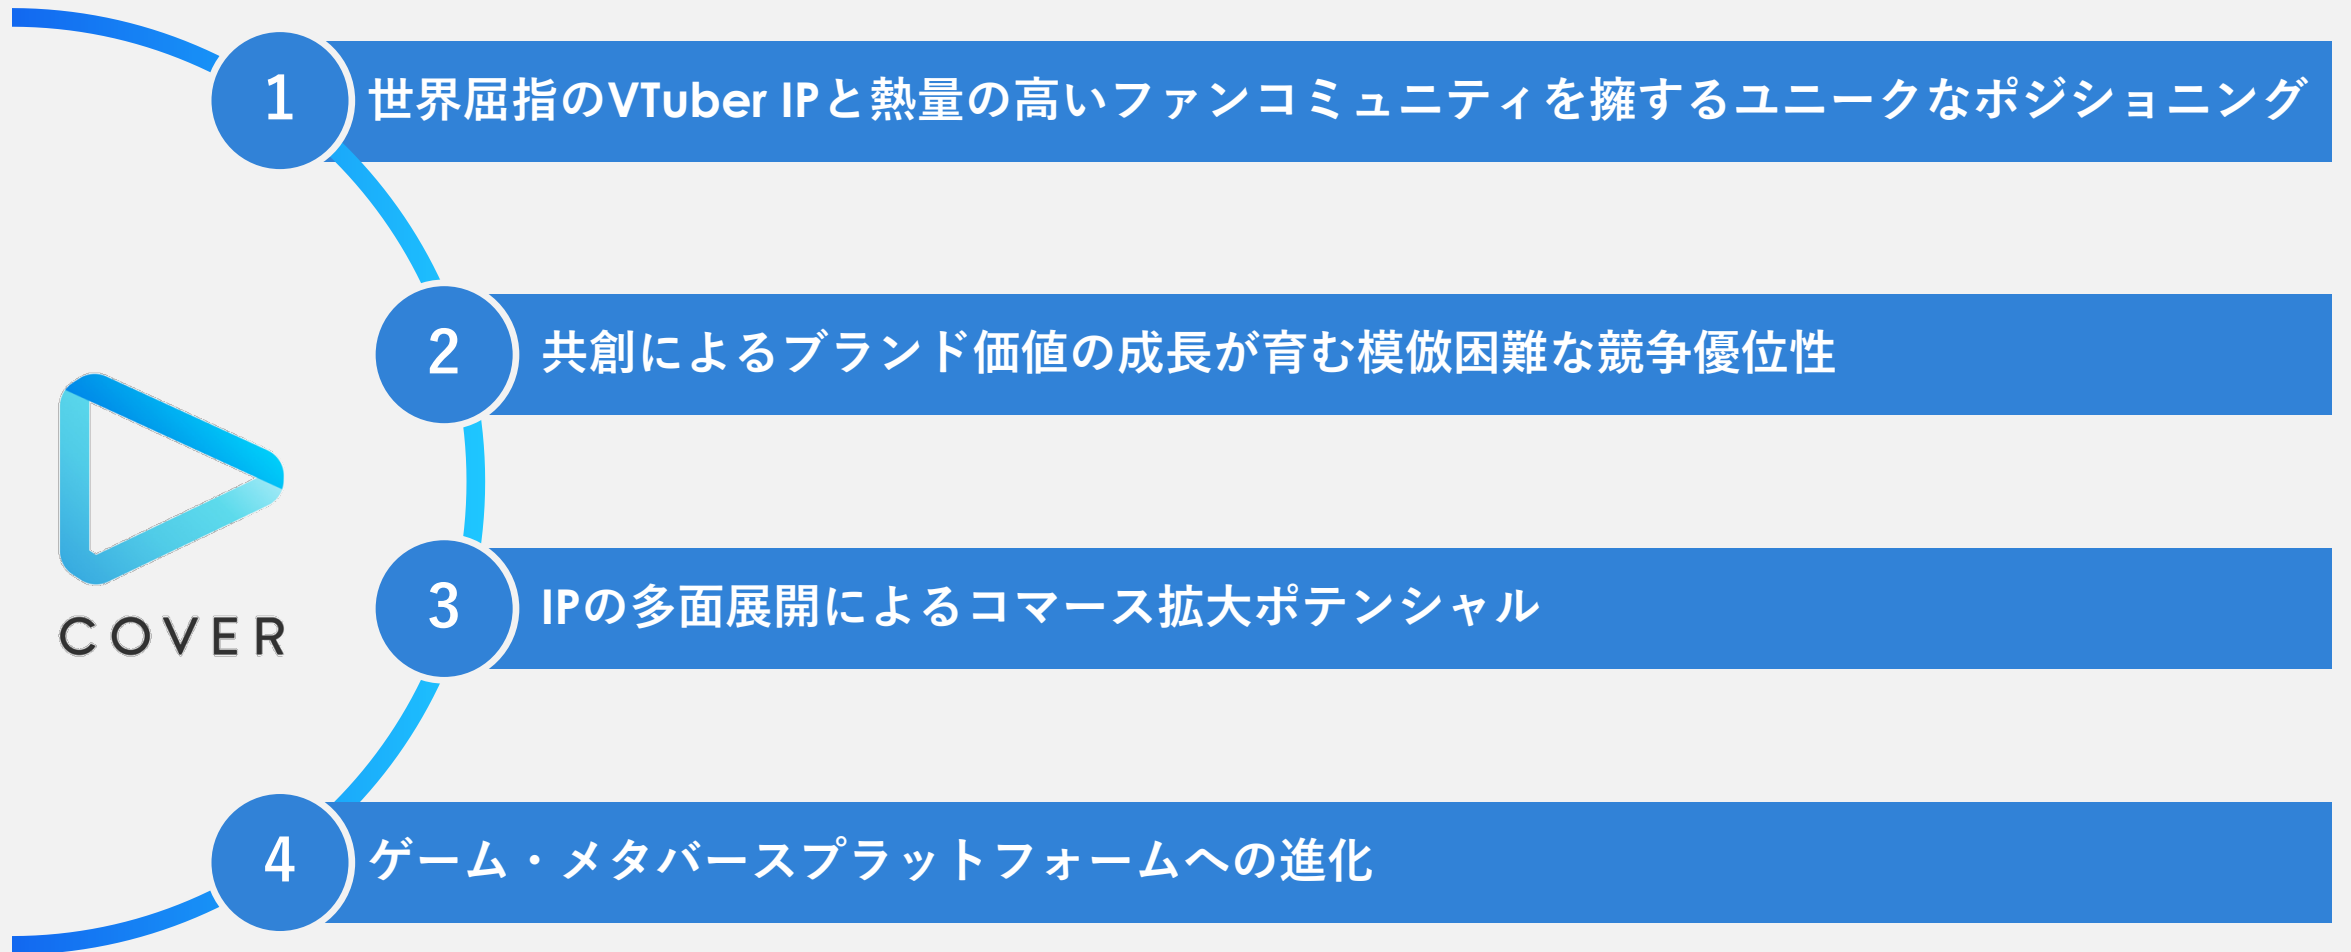 1 世界屈指のVTuber IPと熱量の高いファンコミュニティを擁するユニークなポジショニング
2 共創によるブランド価値の成長が育む模倣困難な競争優位性
COVER
3 IPの多面展開によるコマース拡大ポテンシャル
4 ゲーム・メタバースプラットフォームへの進化